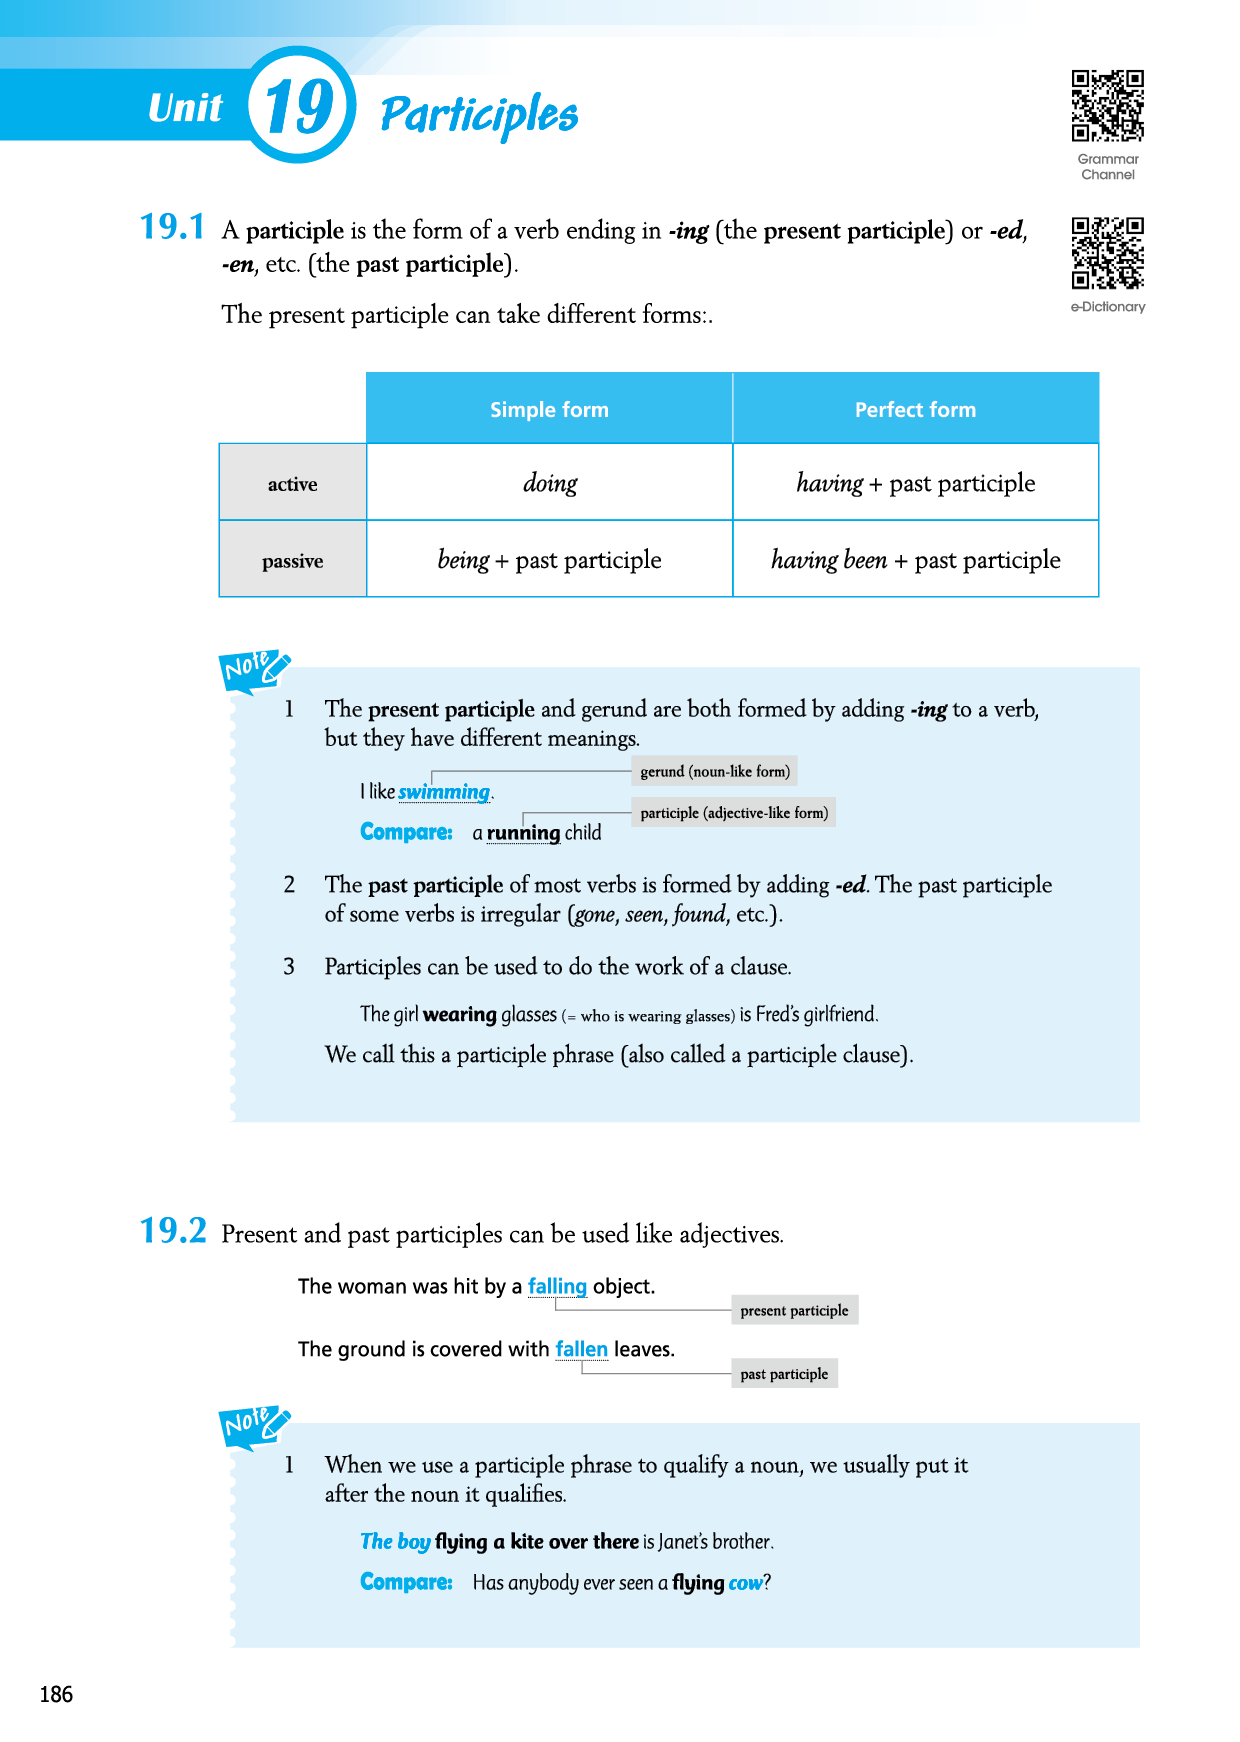 Unit 19 Participles
Grammar
Channel
19.1 A participle is the form of a verb ending in -ing (the present participle) or -ed,
-en, etc. (the past participle).
e-Dictionary
The present participle can take different forms:.
Simple form Perfect form
active doing having + past participle
passive being + past participle having been + past participle
Note
1 The present participle and gerund are both formed by adding -ing to a verb,
but they have different meanings.
gerund (noun-like form)
I like swimming.
participle (adjective-like form)
Compare: a running child
2 The past participle of most verbs is formed by adding -ed. The past participle
of some verbs is irregular (gone, seen, found, etc.).
3 Participles can be used to do the work of a clause.
The girl wearing glasses (= who is wearing glasses) is Fred's girlfriend.
We call this a participle phrase (also called a participle clause).
19.2 Present and past participles can be used like adjectives.
The woman was hit by a falling object.
present participle
The ground is covered with fallen leaves.
past participle
Note
1 When we use a participle phrase to qualify a noun, we usually put it
after the noun it qualifies.
The boy flying a kite over there is Janet's brother.
Compare: Has anybody ever seen a flying cow?
186